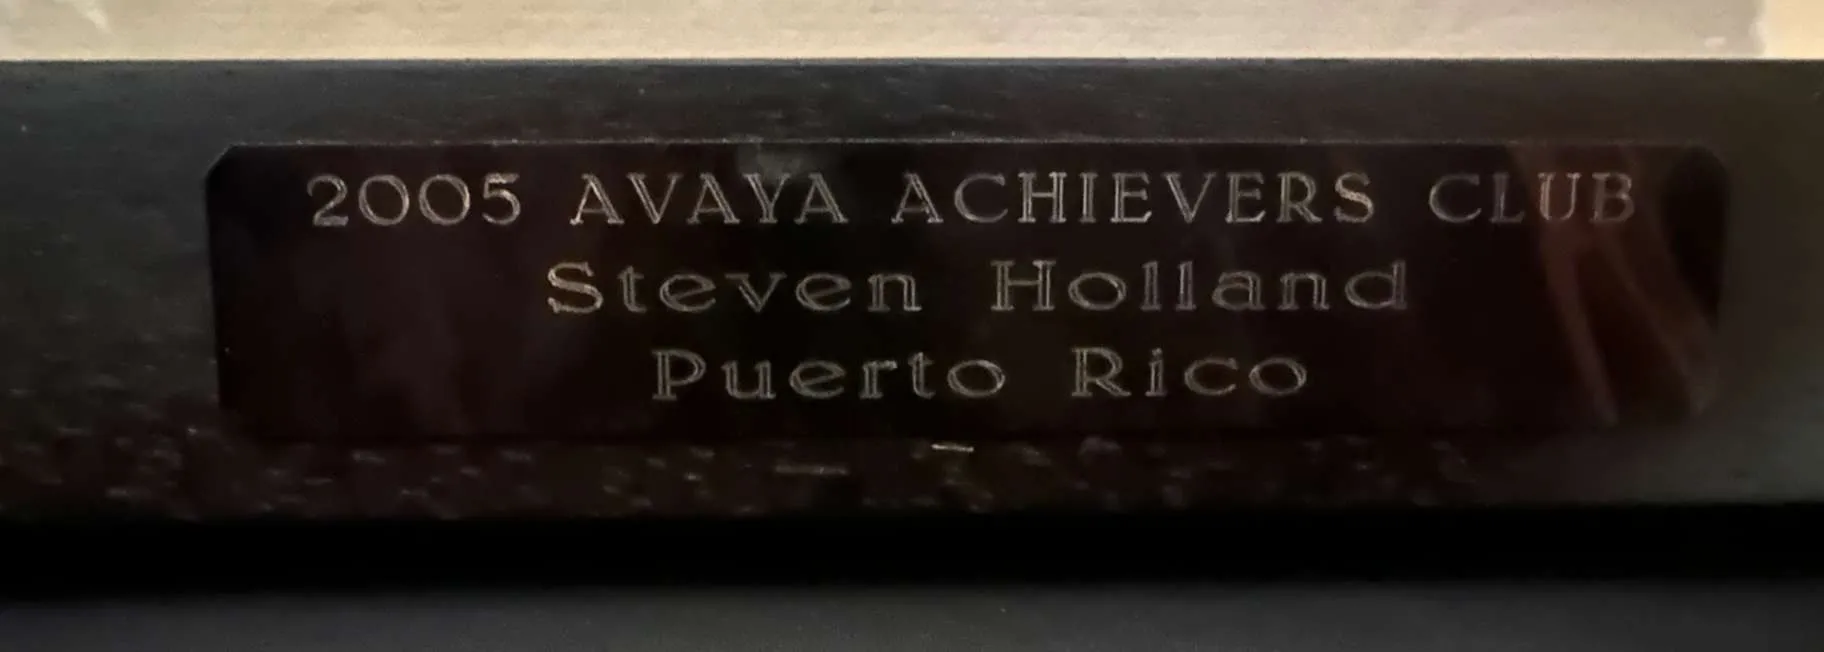 2005 AVAYA ACHIEVERS CLUB
Steven Holland
Puerto Rico